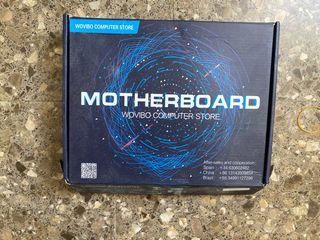 WOVIBO COMPUTER STORE
MOTHERBOARD
WOVIBO COMPUTER STORE
After-sales and cooperation:
Spain
China
Brazil